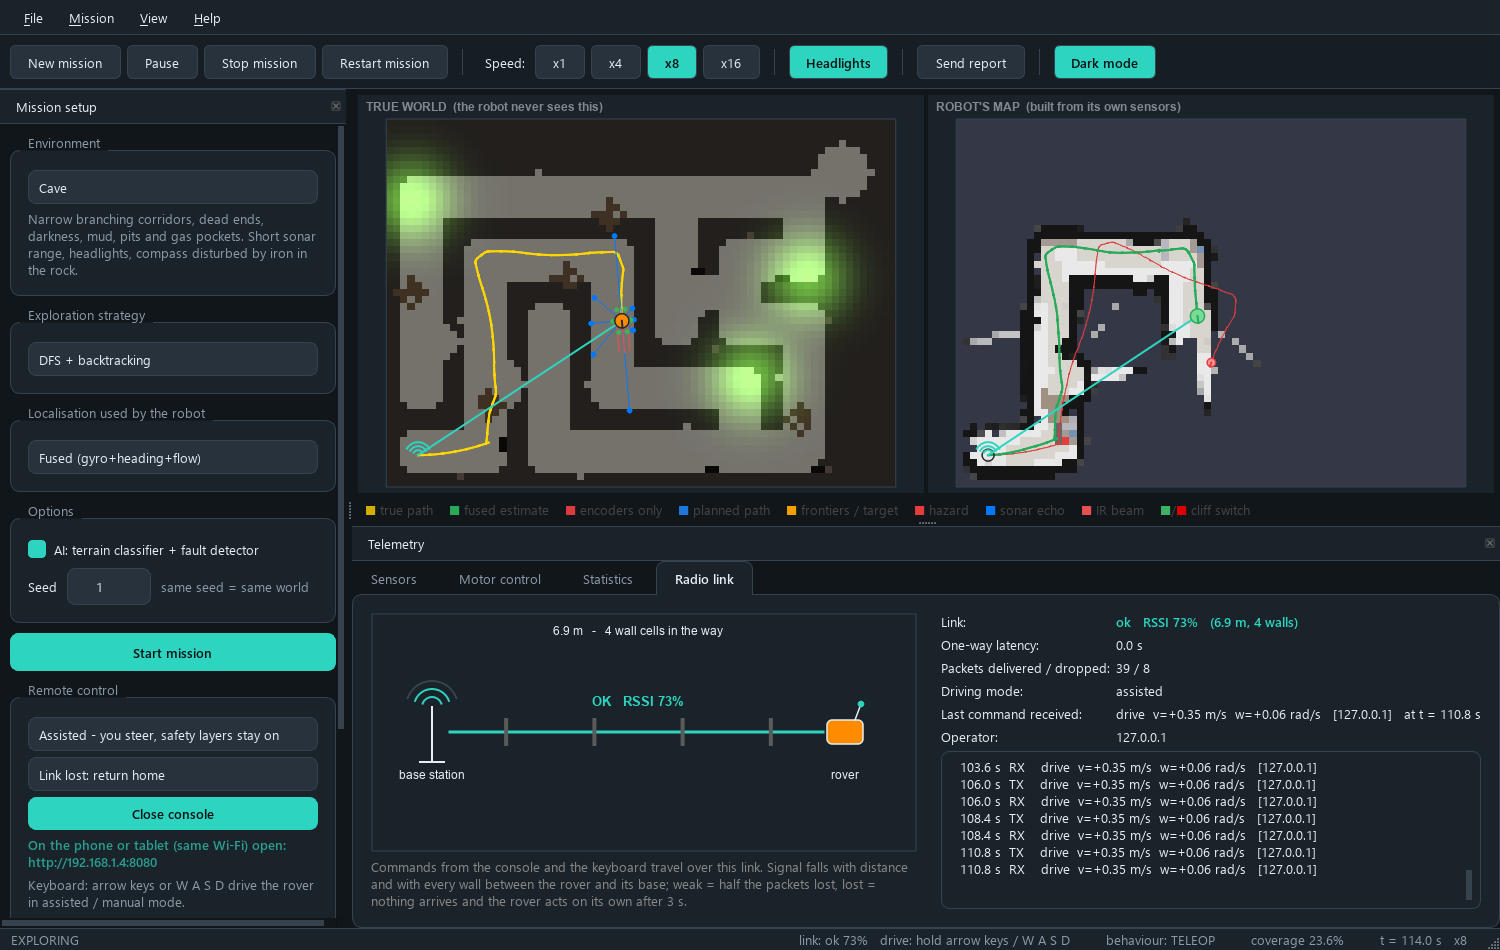 File Mission View Help
New mission Pause Stop mission Restart mission Speed: x1 x4 x8 x16 Headlights Send report Dark mode
Mission setup
Environment
Cave
Narrow branching corridors, dead ends,
darkness, mud, pits and gas pockets. Short sonar
range, headlights, compass disturbed by iron in
the rock.
Exploration strategy
DFS + backtracking
Localisation used by the robot
Fused (gyro+heading+flow)
Options
AI: terrain classifier + fault detector
Seed 1 same seed = same world
Start mission
Remote control
Assisted - you steer, safety layers stay on
Link lost: return home
Close console
On the phone or tablet (same Wi-Fi) open:
http://192.168.1.4:8080
Keyboard: arrow keys or W A S D drive the rover
in assisted / manual mode.
TRUE WORLD (the robot never sees this)
ROBOT'S MAP (built from its own sensors)
true path fused estimate encoders only planned path frontiers / target hazard sonar echo IR beam / cliff switch
Telemetry
Sensors Motor control Statistics Radio link
6.9 m - 4 wall cells in the way
OK RSSI 73%
base station
rover
Commands from the console and the keyboard travel over this link. Signal falls with distance
and with every wall between the rover and its base; weak = half the packets lost, lost =
nothing arrives and the rover acts on its own after 3 s.
Link: ok RSSI 73% (6.9 m, 4 walls)
One-way latency: 0.0 s
Packets delivered / dropped: 39 / 8
Driving mode: assisted
Last command received: drive v=+0.35 m/s w=+0.06 rad/s [127.0.0.1] at t = 110.8 s
Operator: 127.0.0.1
103.6 s RX drive v=+0.35 m/s w=+0.06 rad/s [127.0.0.1]
106.0 s TX drive v=+0.35 m/s w=+0.06 rad/s [127.0.0.1]
106.0 s RX drive v=+0.35 m/s w=+0.06 rad/s [127.0.0.1]
108.4 s TX drive v=+0.35 m/s w=+0.06 rad/s [127.0.0.1]
108.4 s RX drive v=+0.35 m/s w=+0.06 rad/s [127.0.0.1]
110.8 s TX drive v=+0.35 m/s w=+0.06 rad/s [127.0.0.1]
110.8 s RX drive v=+0.35 m/s w=+0.06 rad/s [127.0.0.1]
EXPLORING link: ok 73% drive: hold arrow keys / W A S D behaviour: TELEOP coverage 23.6% t = 114.0 s x8